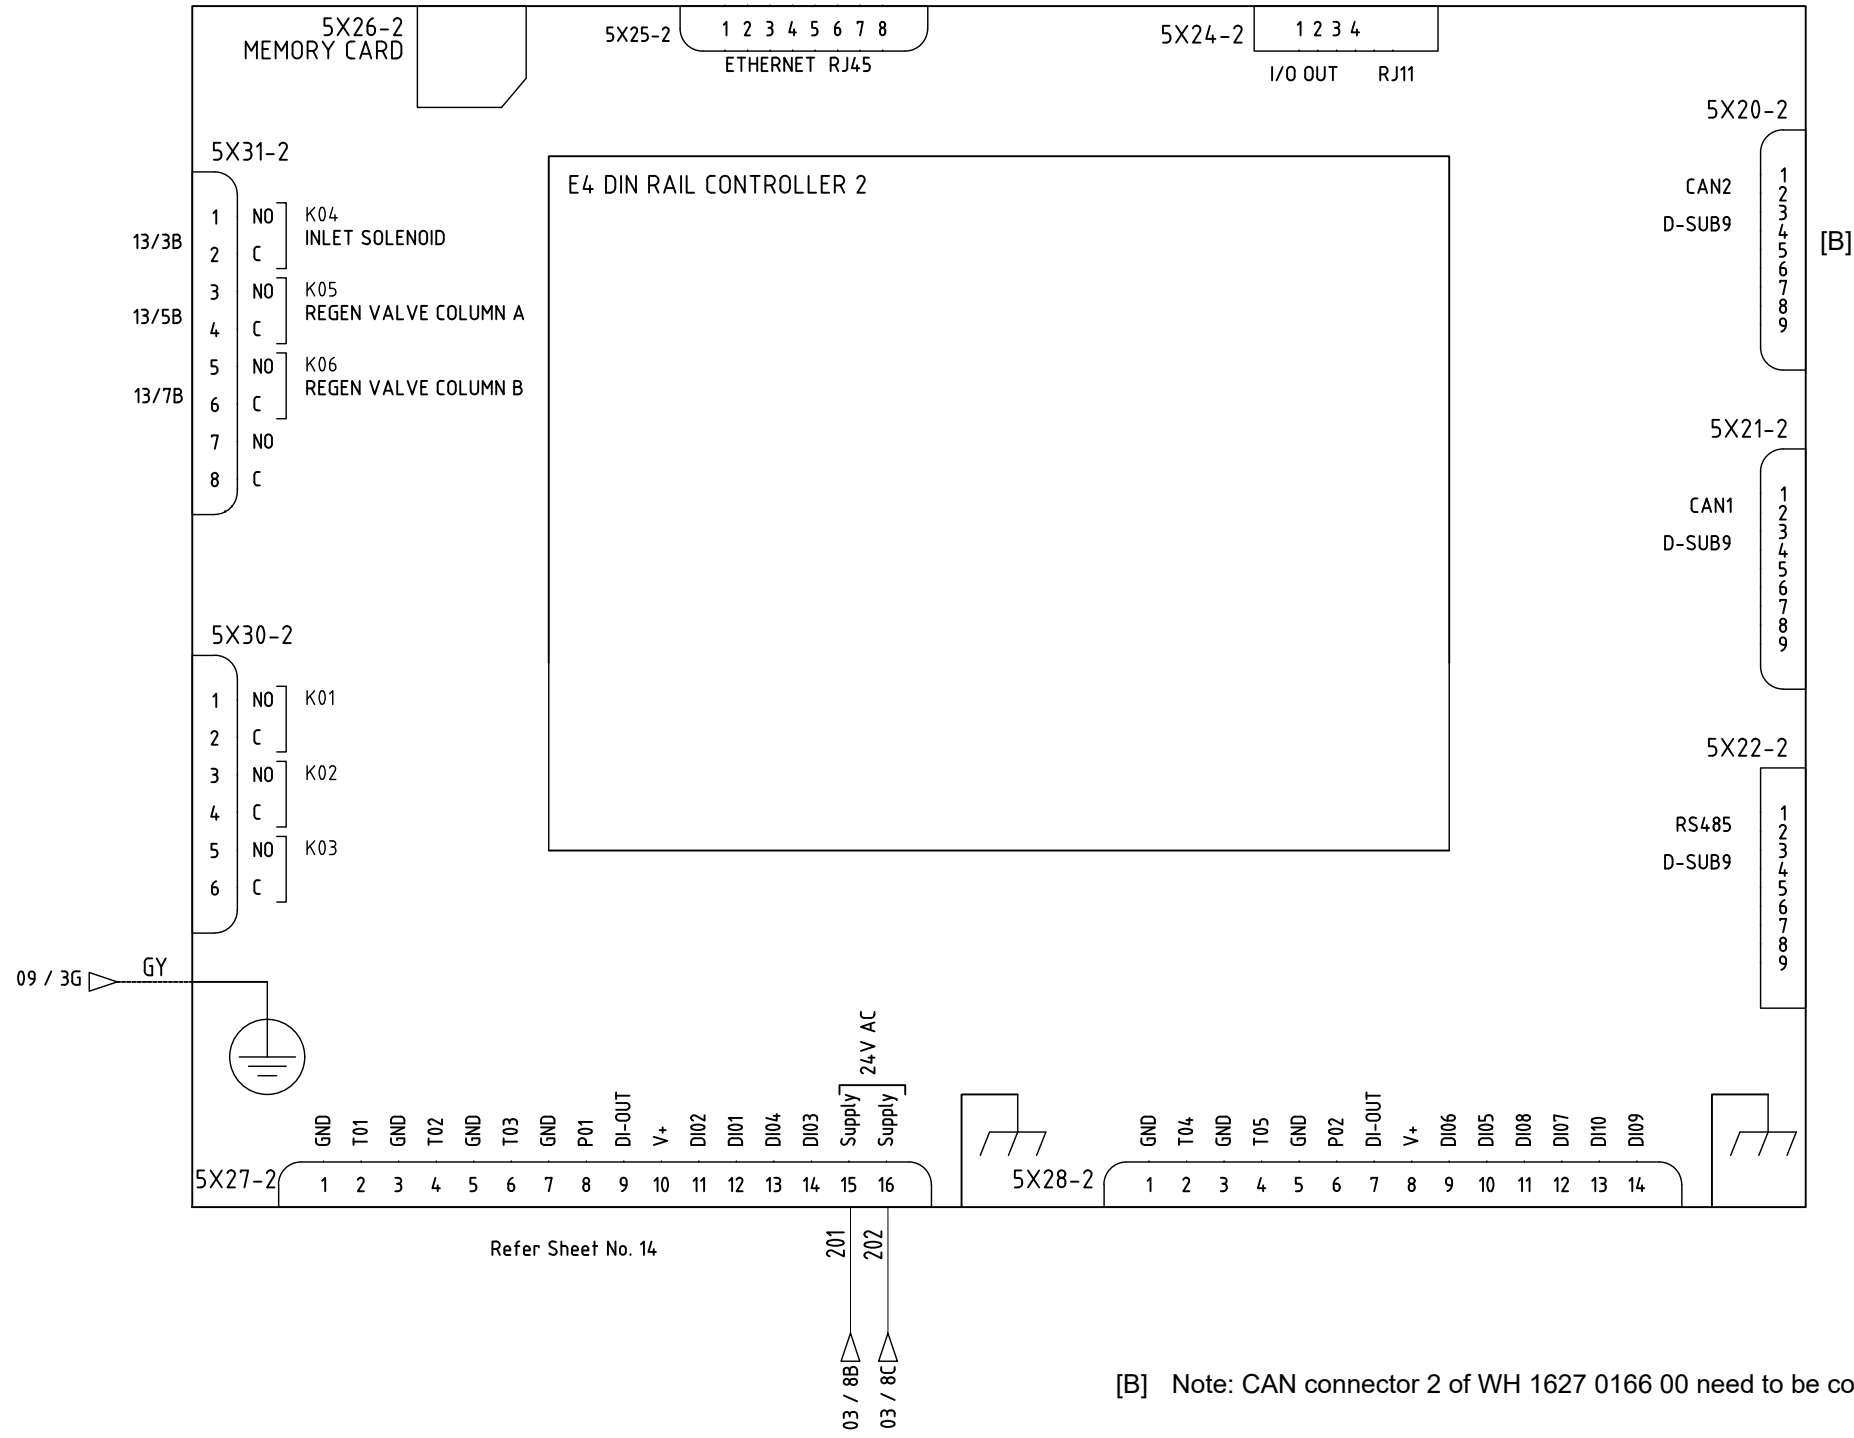 5X26-2
MEMORY CARD
5X25-2
1 2 3 4 5 6 7 8
ETHERNET RJ45
5X24-2
1 2 3 4
I/O OUT RJ11
E4 DIN RAIL CONTROLLER 2
5X31-2
1 NO K04
INLET SOLENOID
13/3B
2 C
3 NO K05
REGEN VALVE COLUMN A
13/5B
4 C
5 NO K06
REGEN VALVE COLUMN B
13/7B
6 C
7 NO
8 C
5X30-2
1 NO K01
2 C
3 NO K02
4 C
5 NO K03
6 C
09 / 3G
GY
5X20-2
CAN2
D-SUB9
1
2
3
4
5
6
7
8
9
[B]
5X21-2
CAN1
D-SUB9
1
2
3
4
5
6
7
8
9
5X22-2
RS485
D-SUB9
1
2
3
4
5
6
7
8
9
24V AC
GND T01 GND T02 GND T03 GND P01 DI-OUT V+ DI02 DI01 DI04 DI03 Supply Supply
5X27-2
1 2 3 4 5 6 7 8 9 10 11 12 13 14 15 16
GND T04 GND T05 GND P02 DI-OUT V+ DI06 DI05 DI08 DI07 DI10 DI09
5X28-2
1 2 3 4 5 6 7 8 9 10 11 12 13 14
Refer Sheet No. 14
201
202
03 / 8B
03 / 8C
[B] Note: CAN connector 2 of WH 1627 0166 00 need to be co